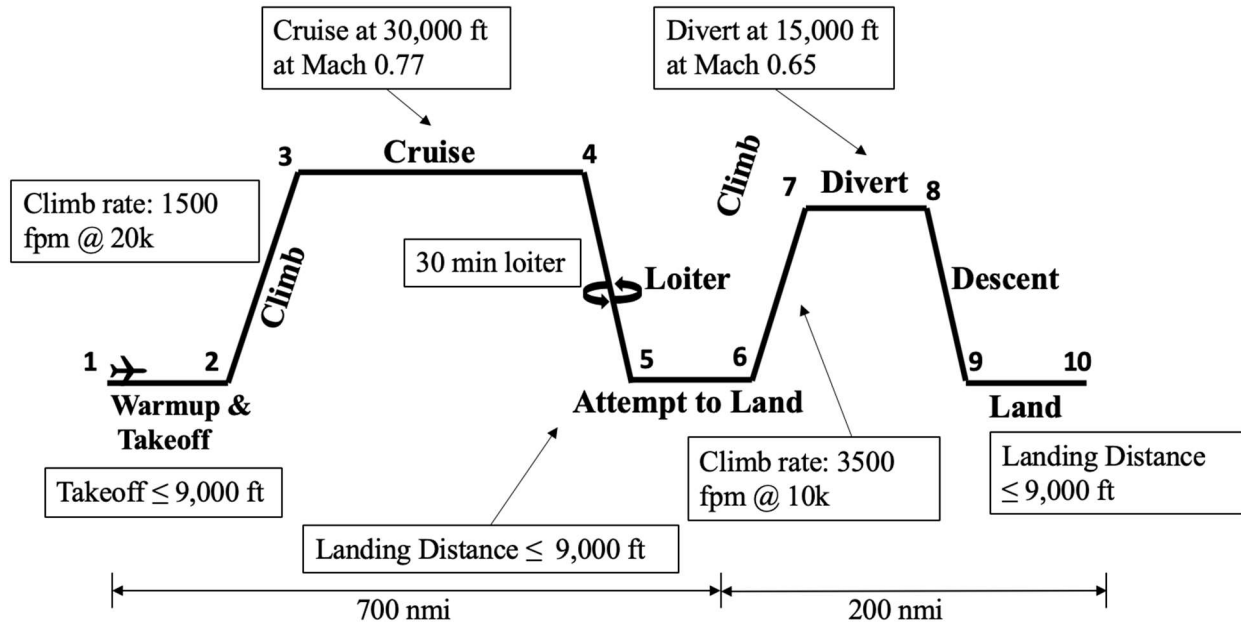 Cruise at 30,000 ft
at Mach 0.77
Divert at 15,000 ft
at Mach 0.65
3
Cruise
4
Climb
7
Divert
8
Climb rate: 1500
fpm @ 20k
Climb
30 min loiter
Loiter
Descent
1
2
5
6
9
10
Warmup &
Takeoff
Attempt to Land
Land
Takeoff ≤ 9,000 ft
Landing Distance ≤ 9,000 ft
Climb rate: 3500
fpm @ 10k
Landing Distance
≤ 9,000 ft
700 nmi
200 nmi